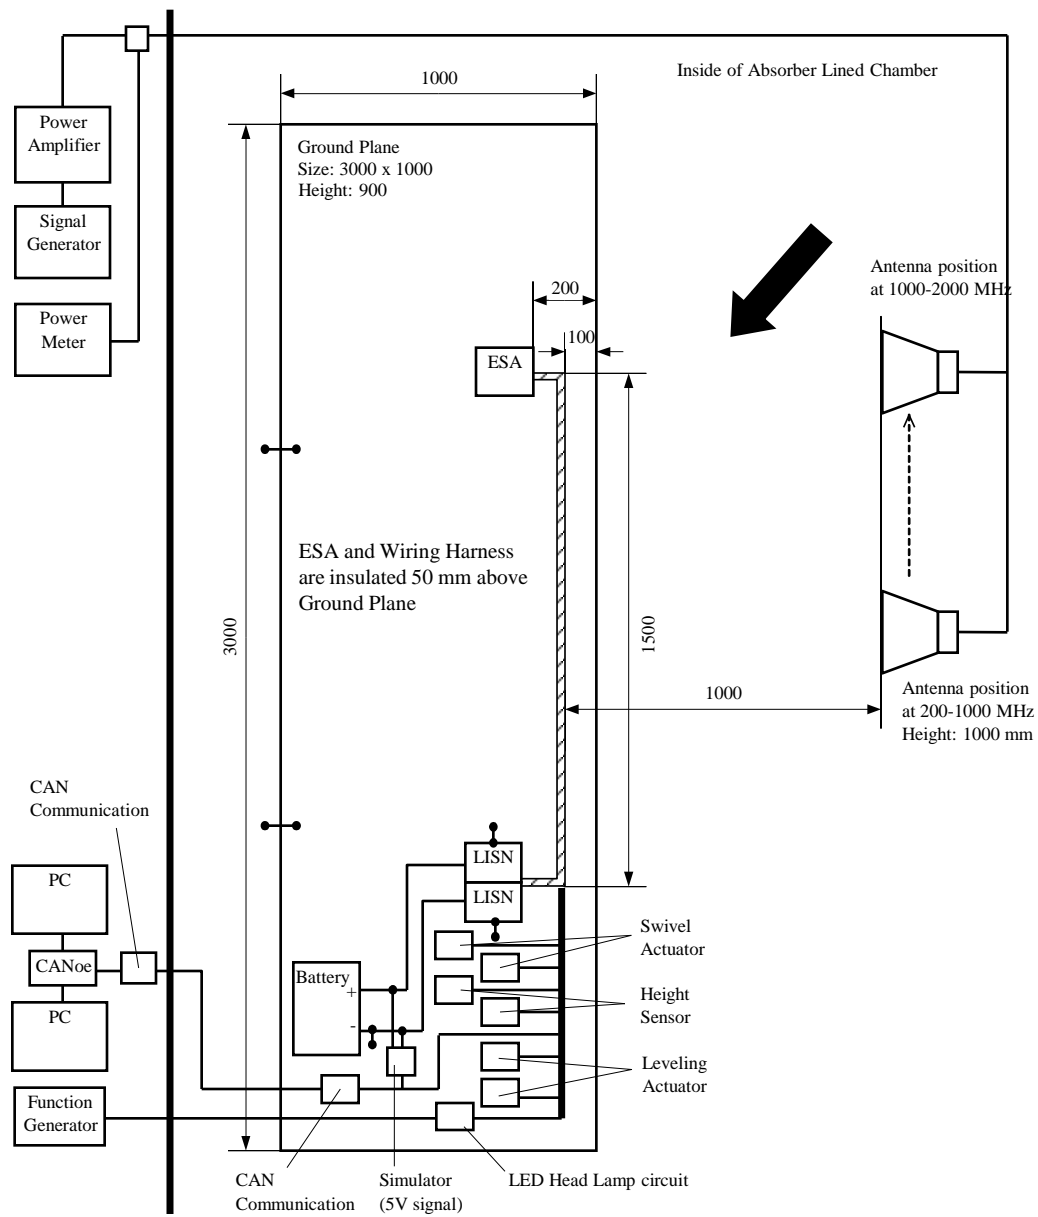 Inside of Absorber Lined Chamber
1000
Power
Amplifier
Ground Plane
Size: 3000 x 1000
Height: 900
Signal
Generator
Antenna position
at 1000-2000 MHz
200
Power
Meter
100
ESA
ESA and Wiring Harness
are insulated 50 mm above
Ground Plane
3000
1500
1000
Antenna position
at 200-1000 MHz
Height: 1000 mm
CAN
Communication
LISN
PC
LISN
Swivel
Actuator
CANoe
Battery
+
-
Height
Sensor
PC
Leveling
Actuator
Function
Generator
CAN
Communication
Simulator
(5V signal)
LED Head Lamp circuit